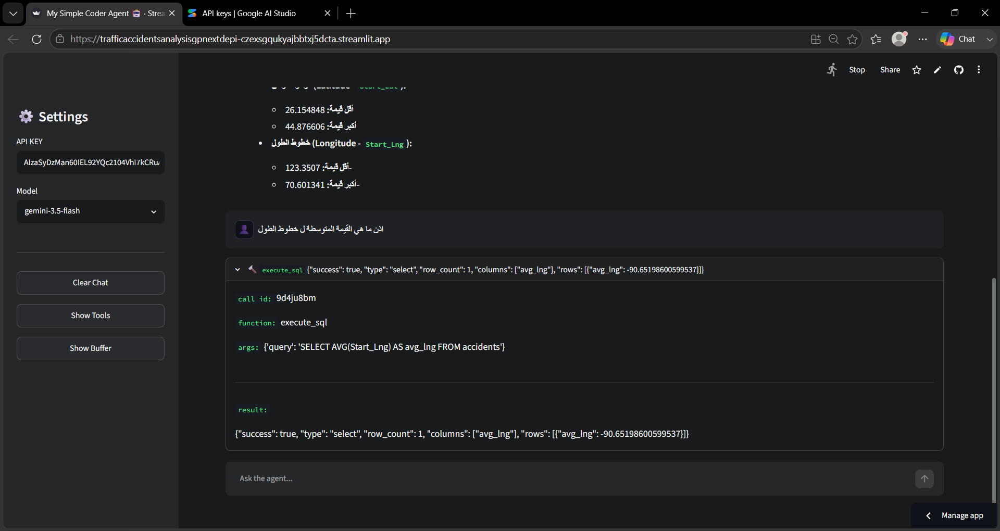 My Simple Coder Agent 🤖 · Strea
API keys | Google AI Studio
https://trafficaccidentsanalysisgpnextdepi-czexsgqukyajbbtxj5dcta.streamlit.app
Chat
Stop
Share
Settings
API KEY
Model
gemini-3.5-flash
Clear Chat
Show Tools
Show Buffer
أقل قيمة: 26.154848
أكبر قيمة: 44.876606
خطوط الطول (Longitude - Start_Lng ):
-أقل قيمة: 123.3507
-أكبر قيمة: 70.601341
اذن ما هي القيمة المتوسطة ل خطوط الطول
execute_sql {"success": true, "type": "select", "row_count": 1, "columns": ["avg_lng"], "rows": [{"avg_lng": -90.65198600599537}]}
call id: 9d4ju8bm
function: execute_sql
args: {'query': 'SELECT AVG(Start_Lng) AS avg_lng FROM accidents'}
result:
{"success": true, "type": "select", "row_count": 1, "columns": ["avg_lng"], "rows": [{"avg_lng": -90.65198600599537}]}
Ask the agent...
Manage app